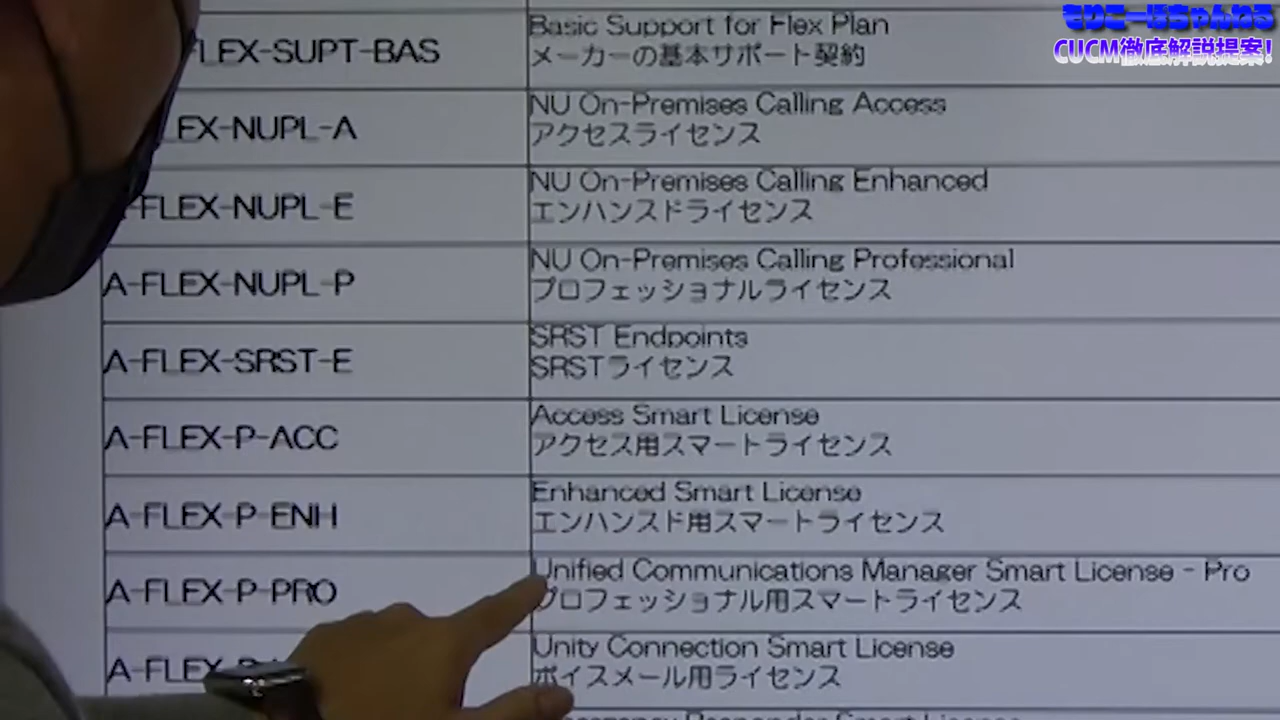 もりこーほちゃんねる
CUCM徹底解説提案!
FLEX-SUPT-BAS
Basic Support for Flex Plan
メーカーの基本サポート契約
EX-NUPL-A
NU On-Premises Calling Access
アクセスライセンス
-FLEX-NUPL-E
NU On-Premises Calling Enhanced
エンハンスドライセンス
A-FLEX-NUPL-P
NU On-Premises Calling Professional
プロフェッショナルライセンス
A-FLEX-SRST-E
SRST Endpoints
SRSTライセンス
A-FLEX-P-ACC
Access Smart License
アクセス用スマートライセンス
A-FLEX-P-ENH
Enhanced Smart License
エンハンスド用スマートライセンス
A-FLEX-P-PRO
Unified Communications Manager Smart License - Pro
プロフェッショナル用スマートライセンス
A-FLEX-P-
Unity Connection Smart License
ボイスメール用ライセンス
Responder Smart License